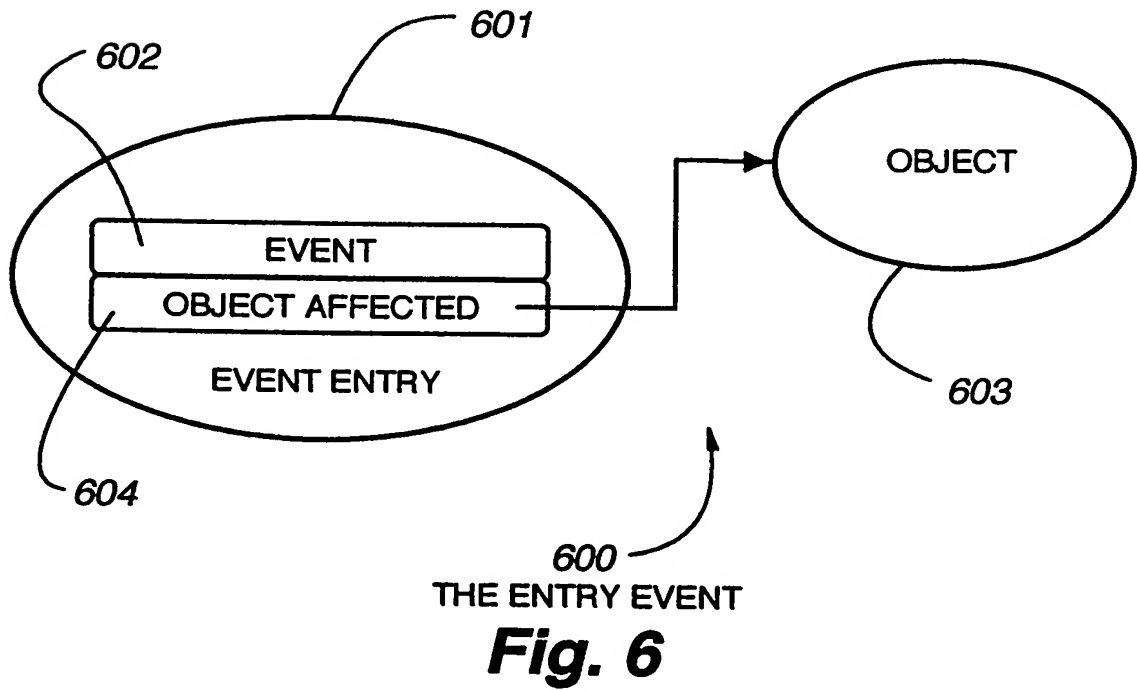 601
602
OBJECT
EVENT
OBJECT AFFECTED
EVENT ENTRY
603
604
600
THE ENTRY EVENT
Fig. 6